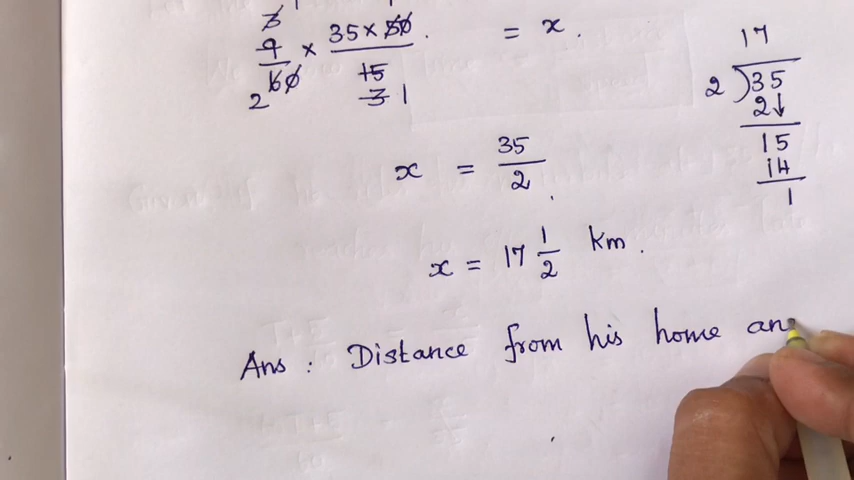 3
9/60 × 35 × 50/15 = x.
2 3 1
17
2)35
2↓
15
14
1
x = 35/2
x = 17 1/2 km.
Ans : Distance from his home an